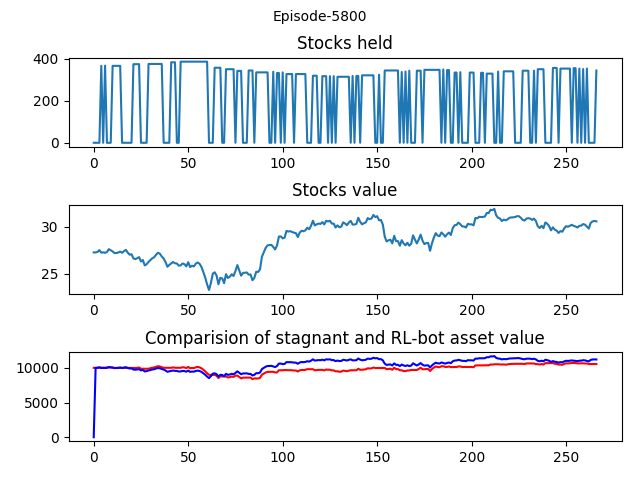 Episode-5800
Stocks held
400
200
0
0 50 100 150 200 250
Stocks value
30
25
0 50 100 150 200 250
Comparision of stagnant and RL-bot asset value
10000
5000
0
0 50 100 150 200 250